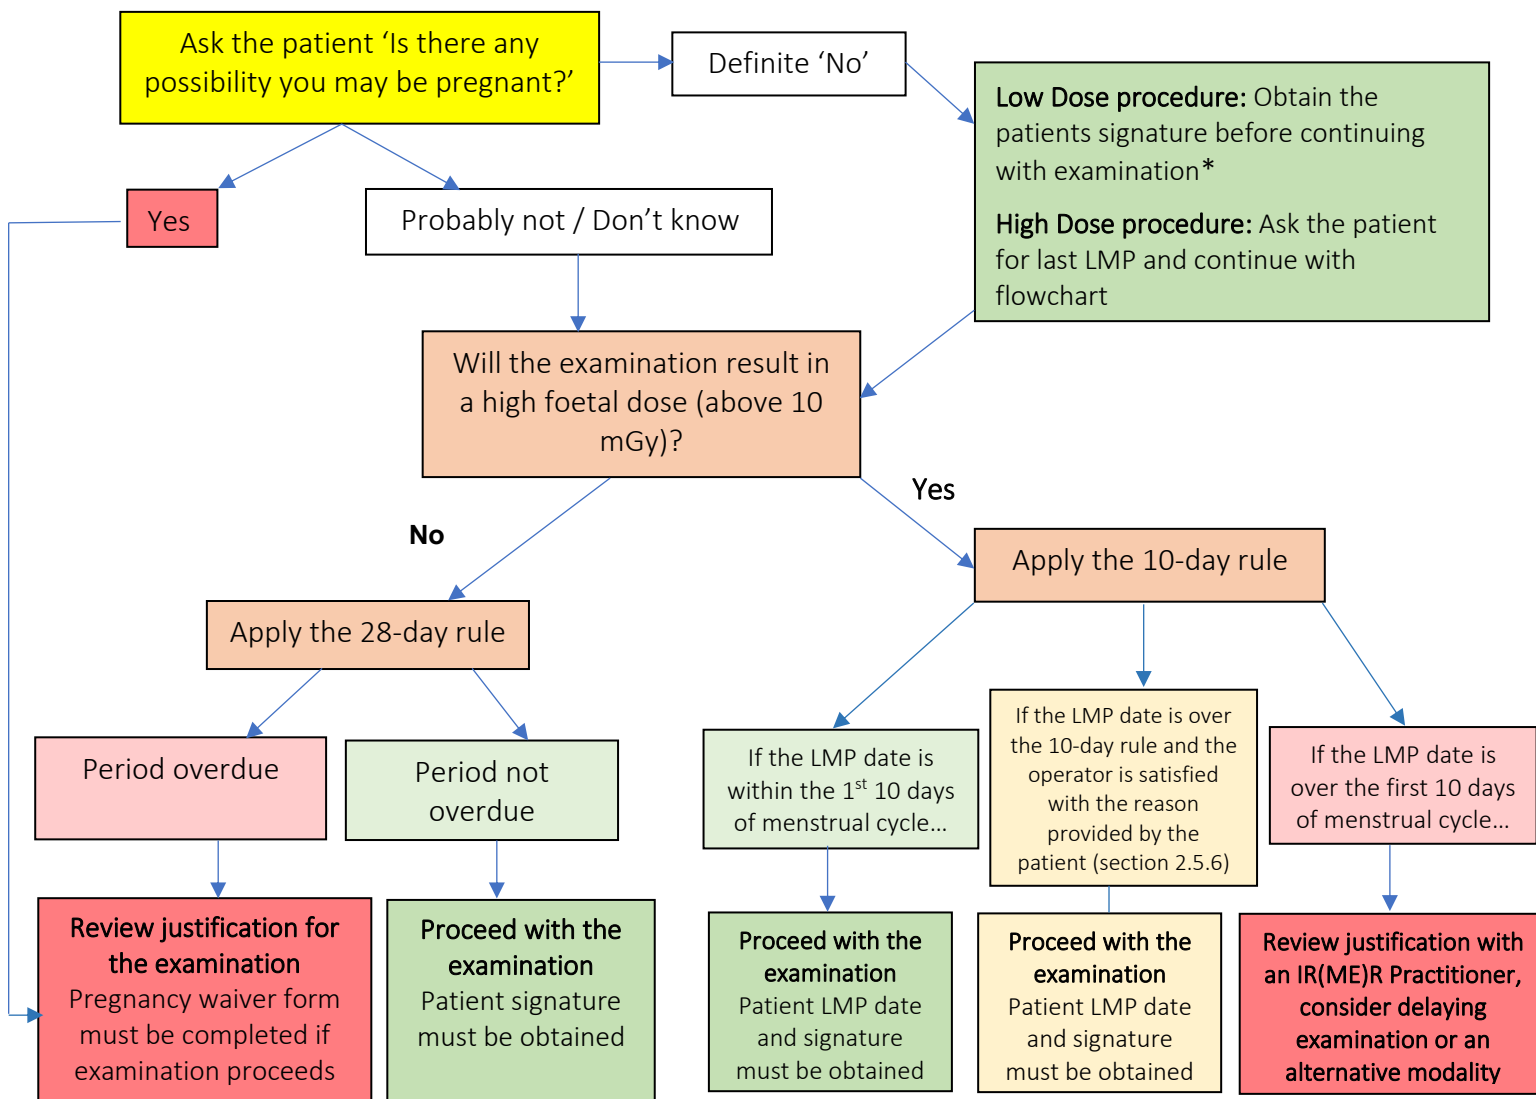 Ask the patient ‘Is there any
possibility you may be pregnant?’
Definite ‘No’
Low Dose procedure: Obtain the
patients signature before continuing
with examination*
High Dose procedure: Ask the patient
for last LMP and continue with
flowchart
Yes
Probably not / Don’t know
Will the examination result in
a high foetal dose (above 10
mGy)?
No
Yes
Apply the 28-day rule
Apply the 10-day rule
Period overdue
Period not
overdue
If the LMP date is
within the 1st 10 days
of menstrual cycle…
If the LMP date is over
the 10-day rule and the
operator is satisfied
with the reason
provided by the
patient (section 2.5.6)
If the LMP date is
over the first 10 days
of menstrual cycle…
Review justification for
the examination
Pregnancy waiver form
must be completed if
examination proceeds
Proceed with the
examination
Patient signature
must be obtained
Proceed with the
examination
Patient LMP date
and signature
must be obtained
Proceed with the
examination
Patient LMP date
and signature
must be obtained
Review justification with
an IR(ME)R Practitioner,
consider delaying
examination or an
alternative modality